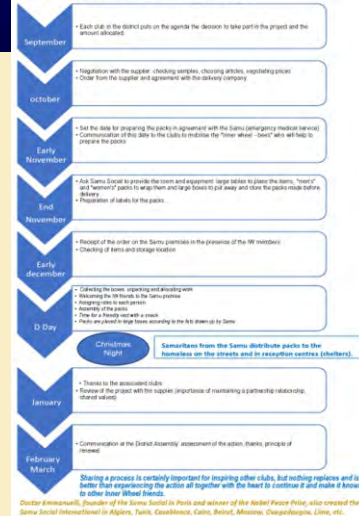 • Each club in the district puts on the agenda the decision to take part in the project and the
amount allocated.
September
• Negotiation with the supplier: checking samples, choosing articles, negotiating prices
• Order from the supplier and agreement with the delivery company
october
• Set the date for preparing the packs in agreement with the Samu (emergency medical service)
• Communication of this date to the clubs to mobilise the "inner wheel - bees" who will help to
prepare the packs
Early
November
• Ask Samu Social to provide the room and equipment: large tables to place the items, "men's"
and "women's" packs to wrap them and large boxes to put away and store the packs made before
delivery
• Preparation of labels for the packs
End
November
• Receipt of the order on the Samu premises in the presence of the IW members
• Checking of items and storage location
Early
december
• Collecting the boxes, unpacking and allocating work
• Welcoming the IW friends to the Samu premise
• Assigning roles to each person
• Assembly of the packs
• Time for a friendly rest with a snack
• Packs are placed in large boxes according to the lists drawn up by Samu
D Day
Christmas
Night
Samaritans from the Samu distribute packs to the
homeless on the streets and in reception centres (shelters).
• Thanks to the associated clubs
• Review of the project with the supplier (importance of maintaining a partnership relationship,
shared values)
January
• Communication at the District Assembly: assessment of the action, thanks, principle of
renewal
February
March
Sharing a process is certainly important for inspiring other clubs, but nothing replaces and is
better than experiencing the action all together with the heart to continue it and make it known
to other Inner Wheel friends.
Doctor Emmanuelli, founder of the Samu Social in Paris and winner of the Nobel Peace Prize, also created the
Samu Social International in Algiers, Tunis, Casablanca, Cairo, Beirut, Moscow, Ouagadougou, Lima, etc.